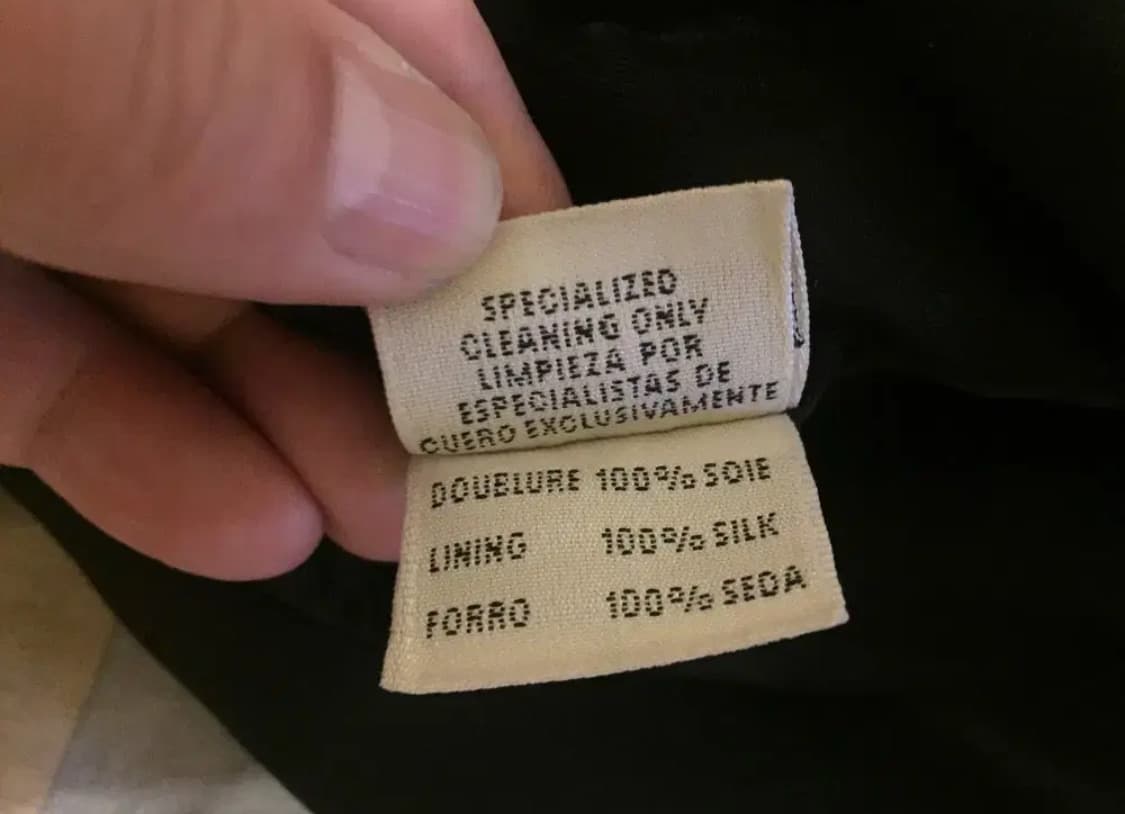 SPECIALIZED
CLEANING ONLY
LIMPIEZA POR
ESPECIALISTAS DE
CUERO EXCLUSIVAMENTE
DOUBLURE 100% SOIE
LINING 100% SILK
FORRO 100% SEDA